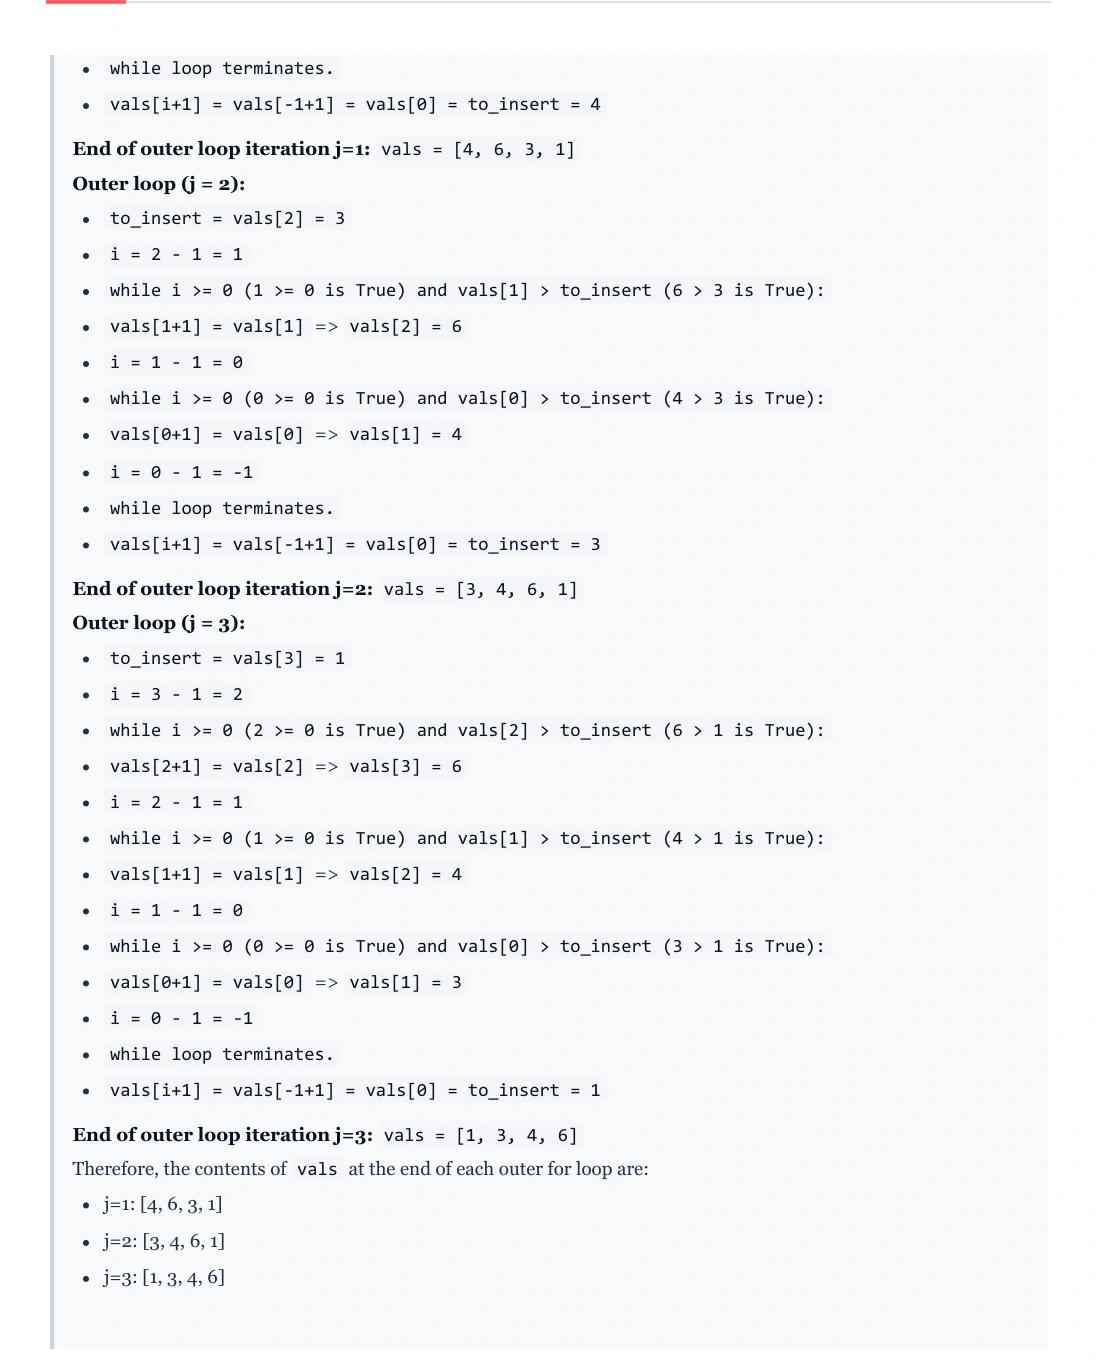 while loop terminates.
vals[i+1] = vals[-1+1] = vals[0] = to_insert = 4
End of outer loop iteration j=1: vals = [4, 6, 3, 1]
Outer loop (j = 2):
to_insert = vals[2] = 3
i = 2 - 1 = 1
while i >= 0 (1 >= 0 is True) and vals[1] > to_insert (6 > 3 is True):
vals[1+1] = vals[1] => vals[2] = 6
i = 1 - 1 = 0
while i >= 0 (0 >= 0 is True) and vals[0] > to_insert (4 > 3 is True):
vals[0+1] = vals[0] => vals[1] = 4
i = 0 - 1 = -1
while loop terminates.
vals[i+1] = vals[-1+1] = vals[0] = to_insert = 3
End of outer loop iteration j=2: vals = [3, 4, 6, 1]
Outer loop (j = 3):
to_insert = vals[3] = 1
i = 3 - 1 = 2
while i >= 0 (2 >= 0 is True) and vals[2] > to_insert (6 > 1 is True):
vals[2+1] = vals[2] => vals[3] = 6
i = 2 - 1 = 1
while i >= 0 (1 >= 0 is True) and vals[1] > to_insert (4 > 1 is True):
vals[1+1] = vals[1] => vals[2] = 4
i = 1 - 1 = 0
while i >= 0 (0 >= 0 is True) and vals[0] > to_insert (3 > 1 is True):
vals[0+1] = vals[0] => vals[1] = 3
i = 0 - 1 = -1
while loop terminates.
vals[i+1] = vals[-1+1] = vals[0] = to_insert = 1
End of outer loop iteration j=3: vals = [1, 3, 4, 6]
Therefore, the contents of vals at the end of each outer for loop are:
j=1: [4, 6, 3, 1]
j=2: [3, 4, 6, 1]
j=3: [1, 3, 4, 6]